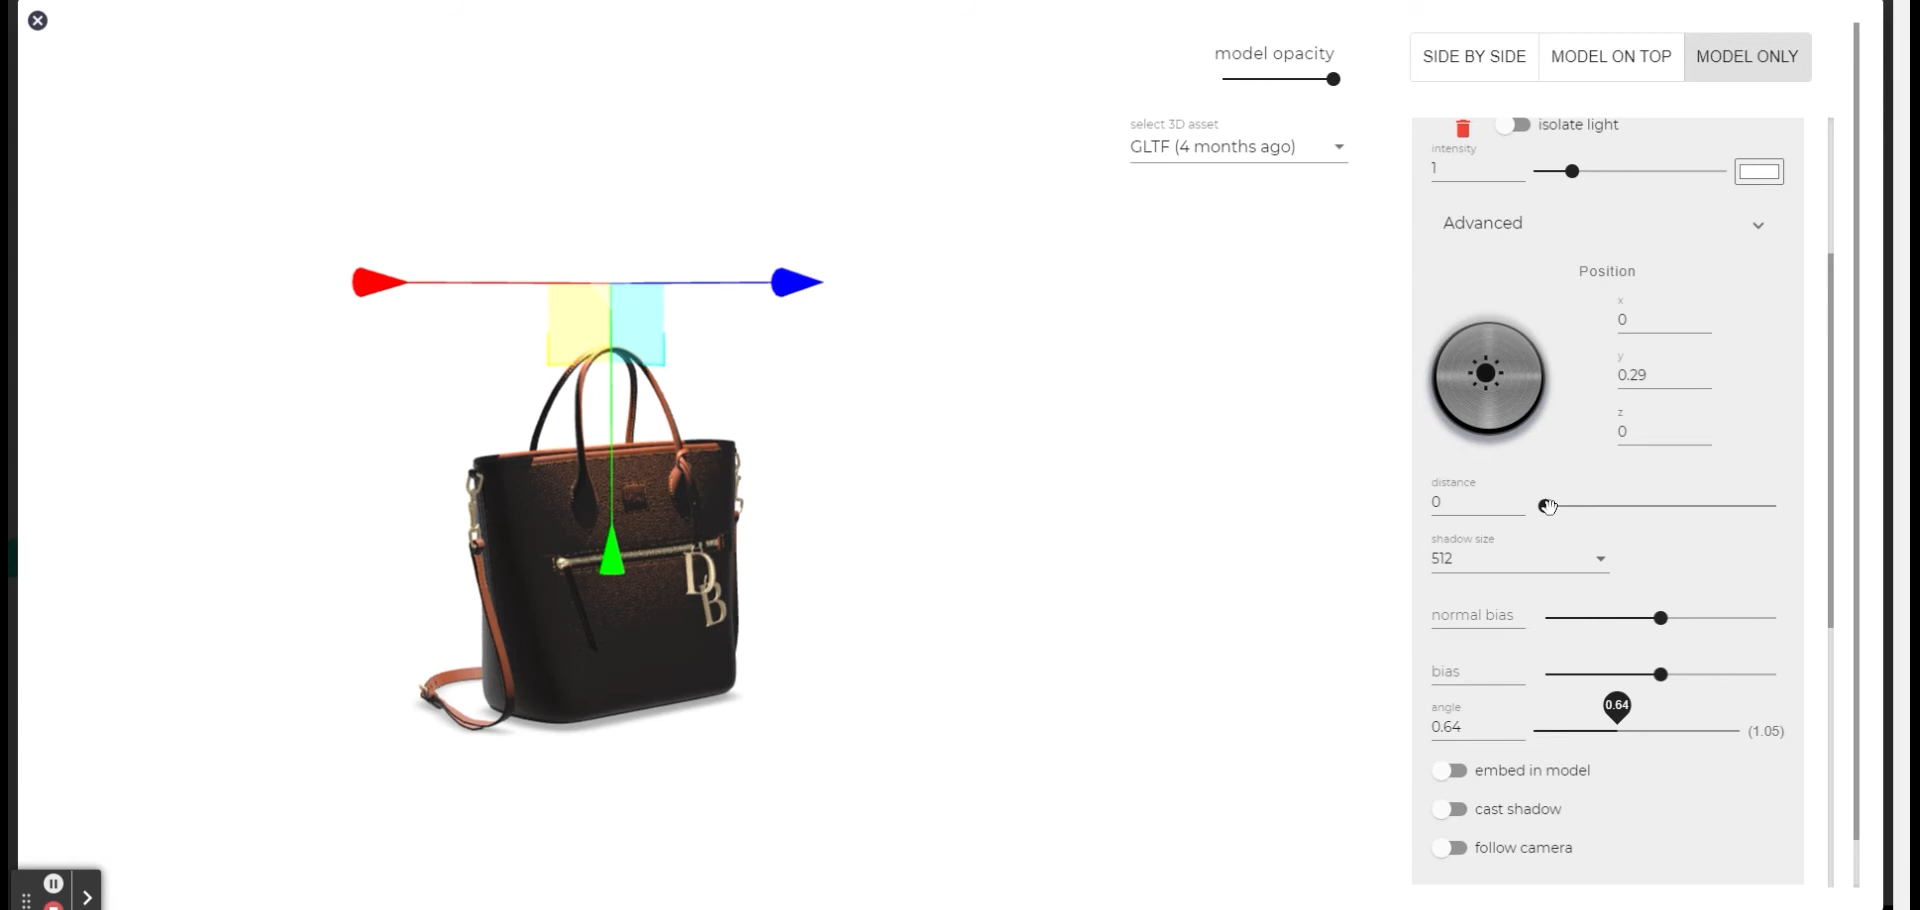 model opacity
SIDE BY SIDE
MODEL ON TOP
MODEL ONLY
select 3D asset
GLTF (4 months ago)
isolate light
intensity
1
Advanced
Position
x
0
y
0.29
z
0
distance
0
shadow size
512
normal bias
bias
0.64
angle
0.64
(1.05)
embed in model
cast shadow
follow camera
DB